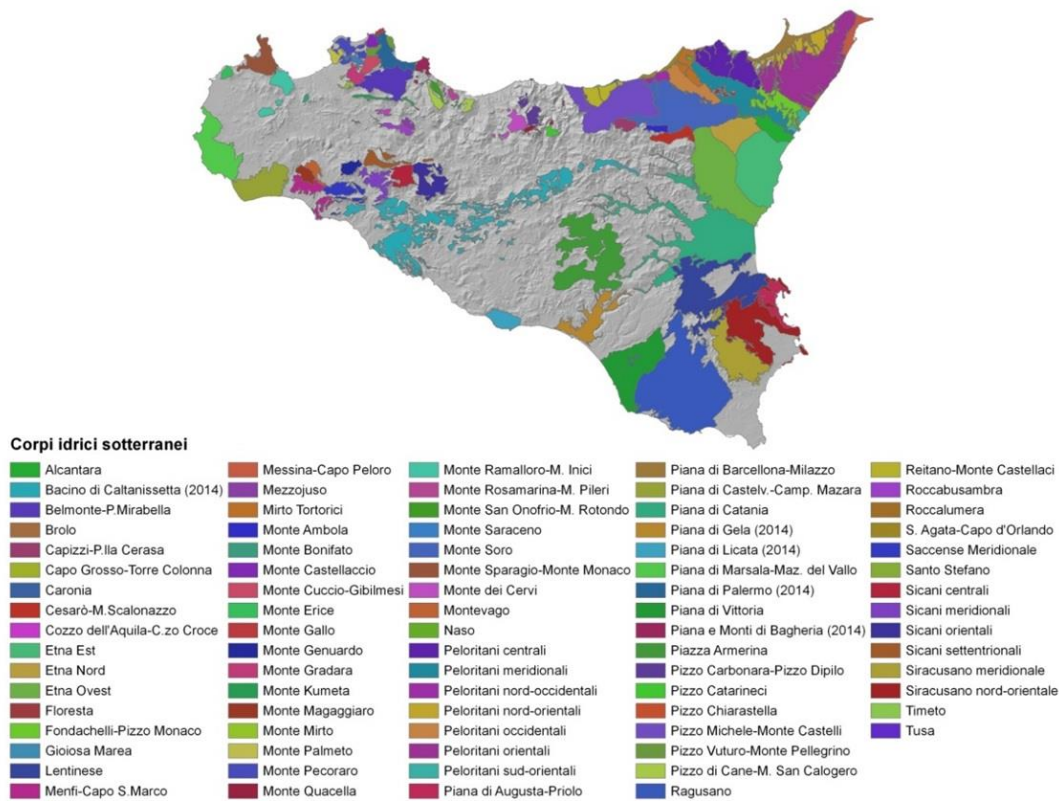 Corpi idrici sotterranei
Alcantara
Bacino di Caltanissetta (2014)
Belmonte-P.Mirabella
Brolo
Capizzi-P.lla Cerasa
Capo Grosso-Torre Colonna
Caronia
Cesarò-M.Scalonazzo
Cozzo dell'Aquila-C.zo Croce
Etna Est
Etna Nord
Etna Ovest
Floresta
Fondachelli-Pizzo Monaco
Gioiosa Marea
Lentinese
Menfi-Capo S.Marco
Messina-Capo Peloro
Mezzojuso
Mirto Tortorici
Monte Ambola
Monte Bonifato
Monte Castellaccio
Monte Cuccio-Gibilmesi
Monte Erice
Monte Gallo
Monte Genuardo
Monte Gradara
Monte Kumeta
Monte Magaggiaro
Monte Mirto
Monte Palmeto
Monte Pecoraro
Monte Quacella
Monte Ramalloro-M. Inici
Monte Rosamarina-M. Pileri
Monte San Onofrio-M. Rotondo
Monte Saraceno
Monte Soro
Monte Sparagio-Monte Monaco
Monte dei Cervi
Montevago
Naso
Peloritani centrali
Peloritani meridionali
Peloritani nord-occidentali
Peloritani nord-orientali
Peloritani occidentali
Peloritani orientali
Peloritani sud-orientali
Piana di Augusta-Priolo
Piana di Barcellona-Milazzo
Piana di Castelv.-Camp. Mazara
Piana di Catania
Piana di Gela (2014)
Piana di Licata (2014)
Piana di Marsala-Maz. del Vallo
Piana di Palermo (2014)
Piana di Vittoria
Piana e Monti di Bagheria (2014)
Piazza Armerina
Pizzo Carbonara-Pizzo Dipilo
Pizzo Catarineci
Pizzo Chiarastella
Pizzo Michele-Monte Castelli
Pizzo Vuturo-Monte Pellegrino
Pizzo di Cane-M. San Calogero
Ragusano
Reitano-Monte Castellaci
Roccabusambra
Roccalumera
S. Agata-Capo d'Orlando
Saccense Meridionale
Santo Stefano
Sicani centrali
Sicani meridionali
Sicani orientali
Sicani settentrionali
Siracusano meridionale
Siracusano nord-orientale
Timeto
Tusa